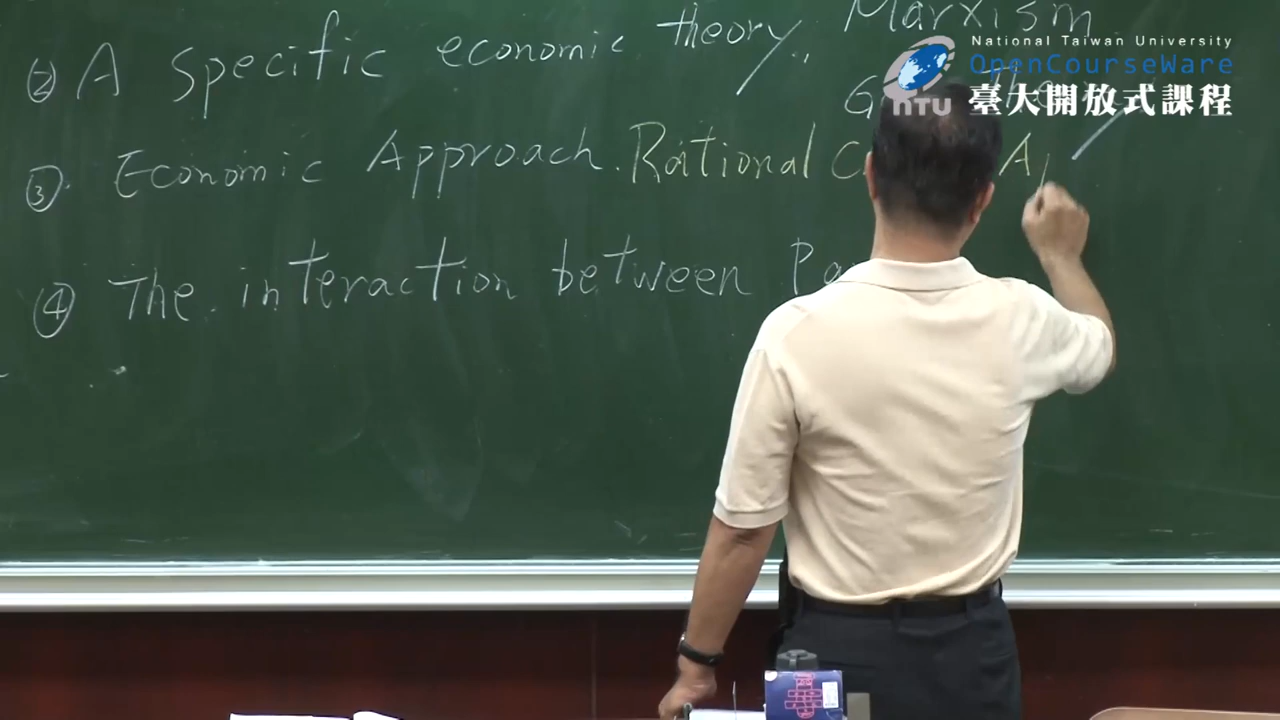 ② A specific economic theory, Marxism
③ Economic Approach. Rational
④ The interaction between
National Taiwan University
OpenCourseWare
NTU 臺大開放式課程